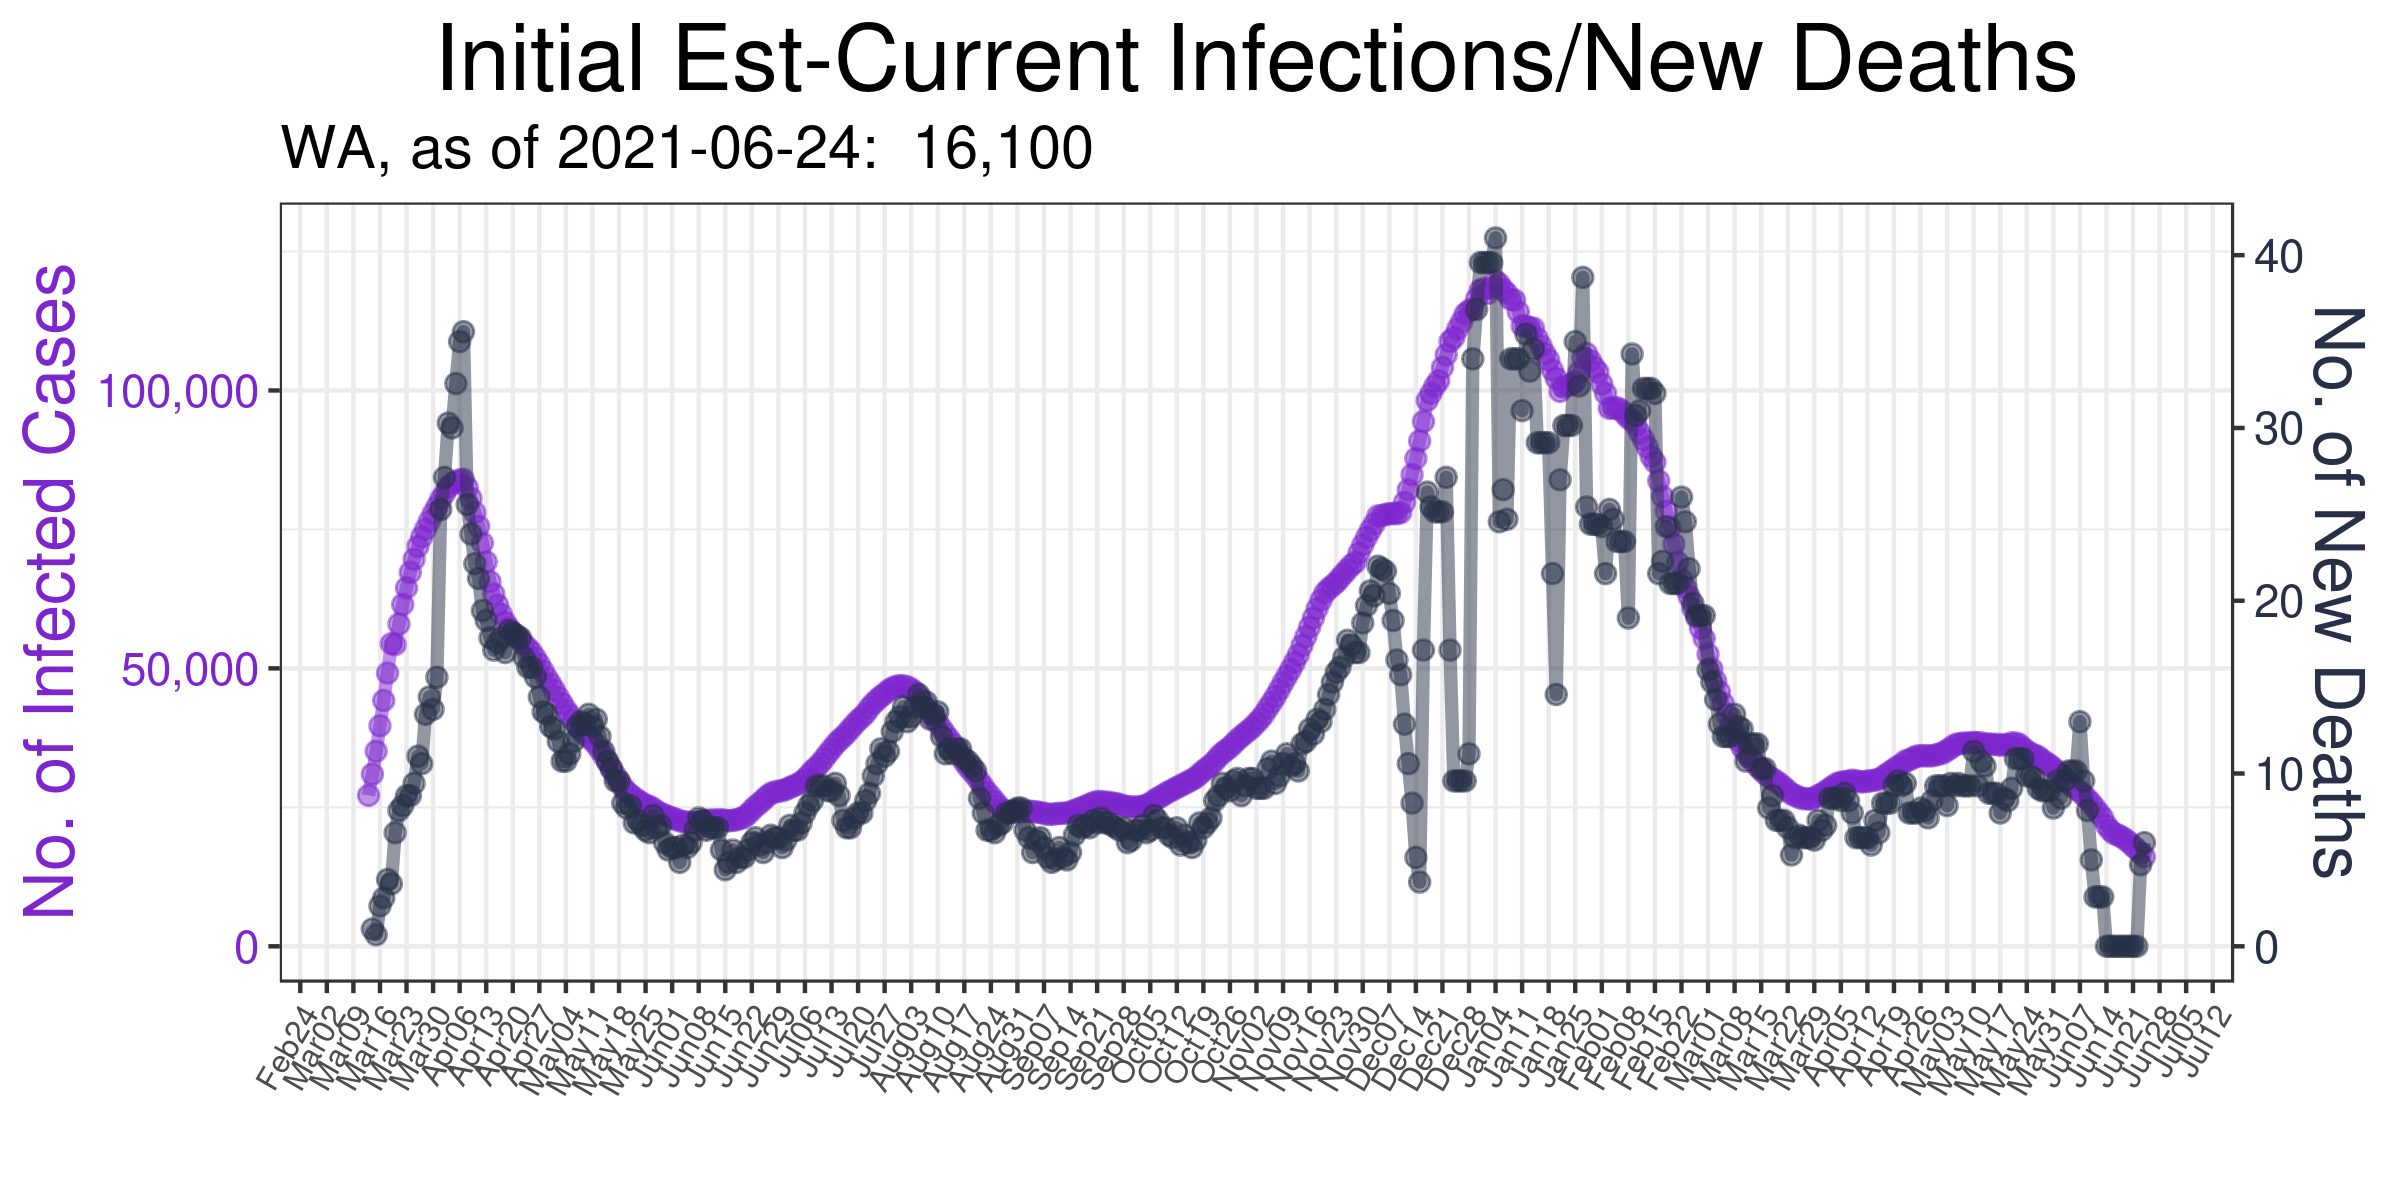 Initial Est-Current Infections/New Deaths
WA, as of 2021-06-24:  16,100
No. of Infected Cases
100,000
50,000
0
40
30
20
10
0
No. of New Deaths
Feb24
Mar02
Mar09
Mar16
Mar23
Mar30
Apr06
Apr13
Apr20
Apr27
May04
May11
May18
May25
Jun01
Jun08
Jun15
Jun22
Jun29
Jul06
Jul13
Jul20
Jul27
Aug03
Aug10
Aug17
Aug24
Aug31
Sep07
Sep14
Sep21
Sep28
Oct05
Oct12
Oct19
Oct26
Nov02
Nov09
Nov16
Nov23
Nov30
Dec07
Dec14
Dec21
Dec28
Jan04
Jan11
Jan18
Jan25
Feb01
Feb08
Feb15
Feb22
Mar01
Mar08
Mar15
Mar22
Mar29
Apr05
Apr12
Apr19
Apr26
May03
May10
May17
May24
May31
Jun07
Jun14
Jun21
Jun28
Jul05
Jul12